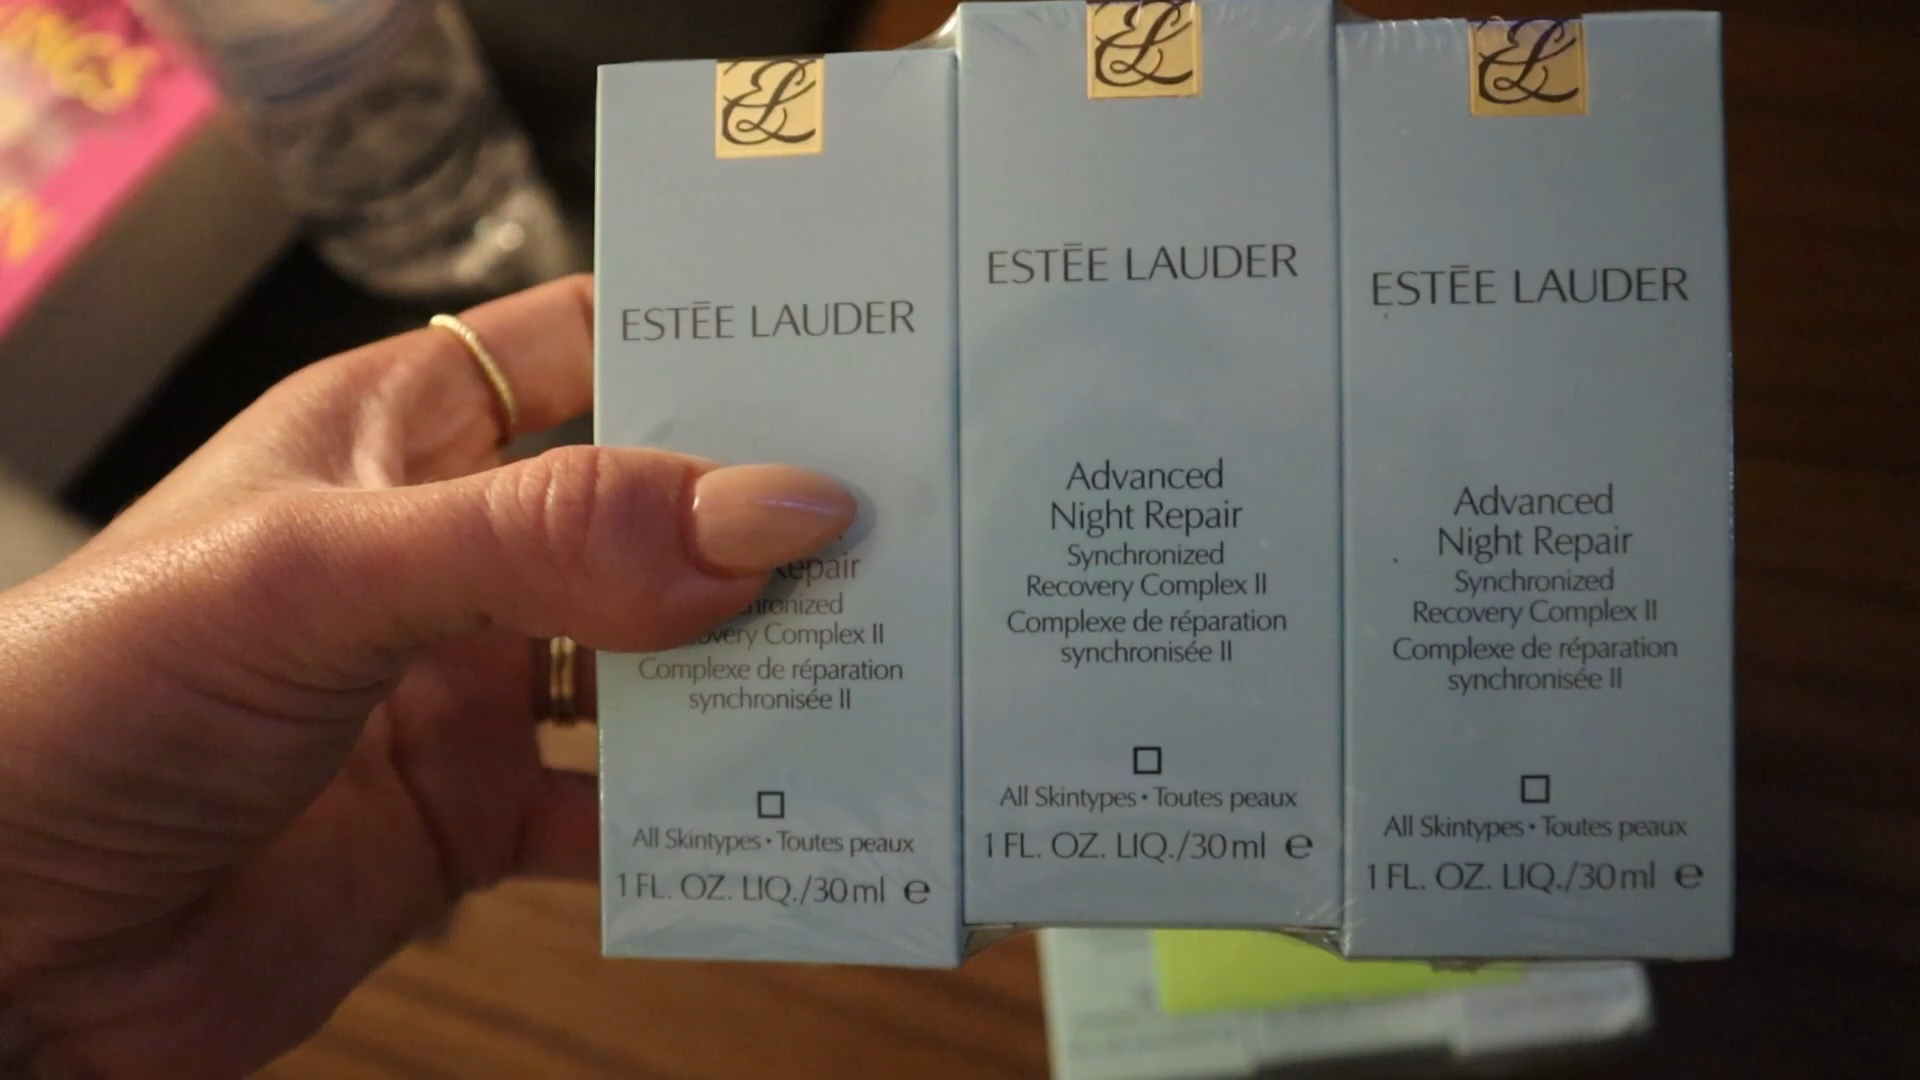 NGS
ESTĒE LAUDER
Repair
Complex II
Complexe de réparation
synchronisée II
All Skintypes • Toutes peaux
1 FL. OZ. LIQ./30 ml e
ESTĒE LAUDER
Advanced
Night Repair
Synchronized
Recovery Complex II
Complexe de réparation
synchronisée II
All Skintypes • Toutes peaux
1 FL. OZ. LIQ./30 ml e
ESTĒE LAUDER
Advanced
Night Repair
Synchronized
Recovery Complex II
Complexe de réparation
synchronisée II
All Skintypes • Toutes peaux
1 FL. OZ. LIQ./30 ml e